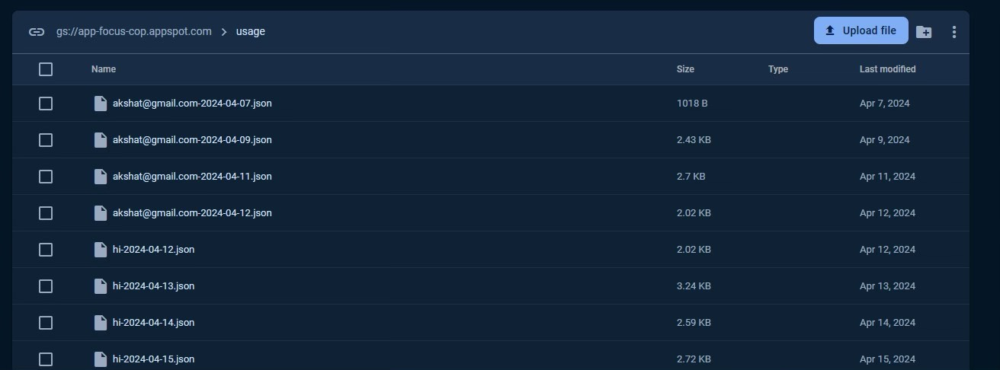 gs://app-focus-cop.appspot.com > usage Upload file
Name Size Type Last modified
akshat@gmail.com-2024-04-07.json 1018 B Apr 7, 2024
akshat@gmail.com-2024-04-09.json 2.43 KB Apr 9, 2024
akshat@gmail.com-2024-04-11.json 2.7 KB Apr 11, 2024
akshat@gmail.com-2024-04-12.json 2.02 KB Apr 12, 2024
hi-2024-04-12.json 2.02 KB Apr 12, 2024
hi-2024-04-13.json 3.24 KB Apr 13, 2024
hi-2024-04-14.json 2.59 KB Apr 14, 2024
hi-2024-04-15.json 2.72 KB Apr 15, 2024